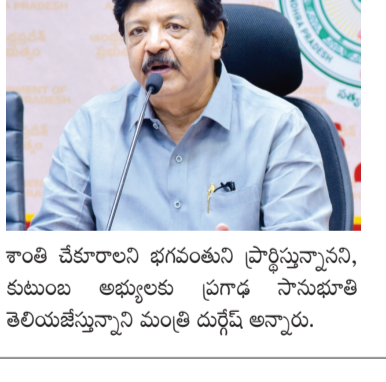 శాంతి చేకూరాలని భగవంతుని ప్రార్థిస్తున్నానని,
కుటుంబ అభ్యులకు ప్రగాఢ సానుభూతి
తెలియజేస్తున్నాని మంత్రి దుర్గేష్ అన్నారు.